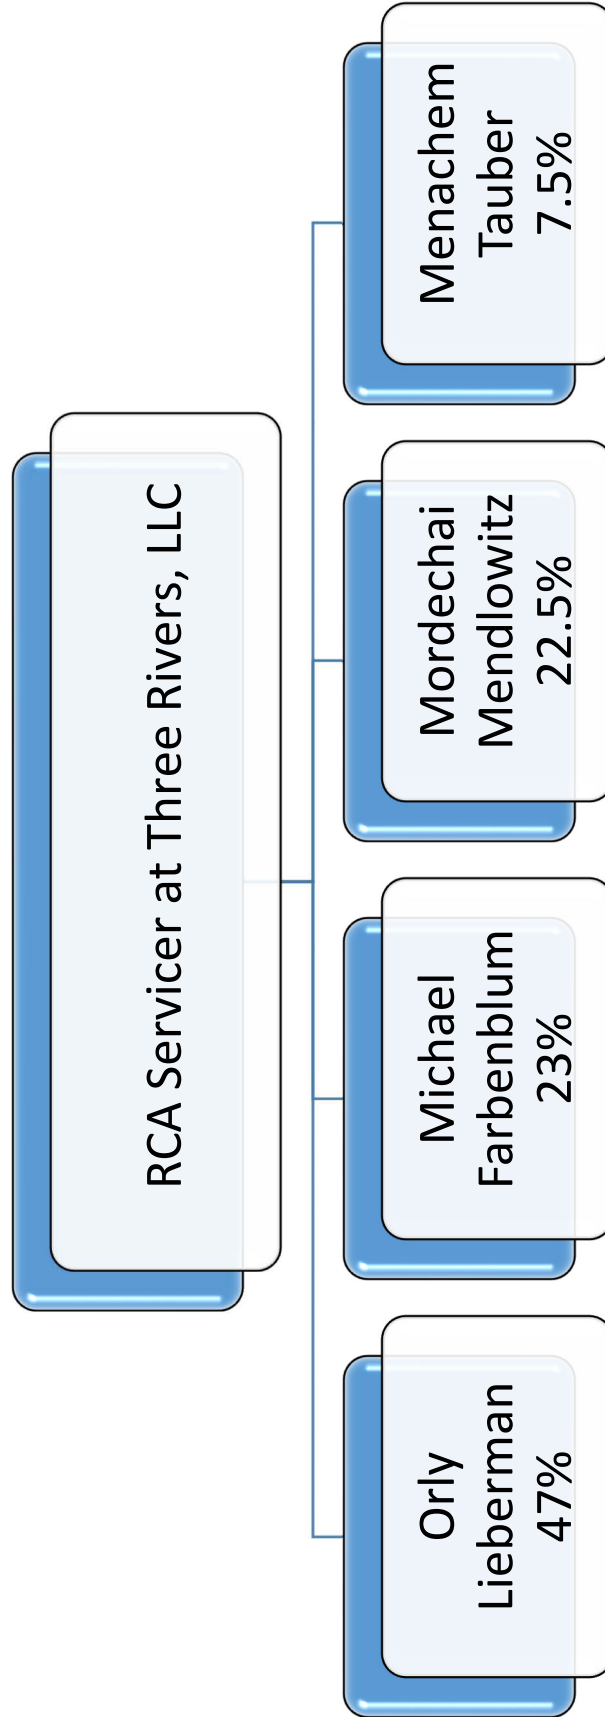 RCA Servicer at Three Rivers, LLC
Orly
Lieberman
47%
Michael
Farbenblum
23%
Mordechai
Mendlowitz
22.5%
Menachem
Tauber
7.5%